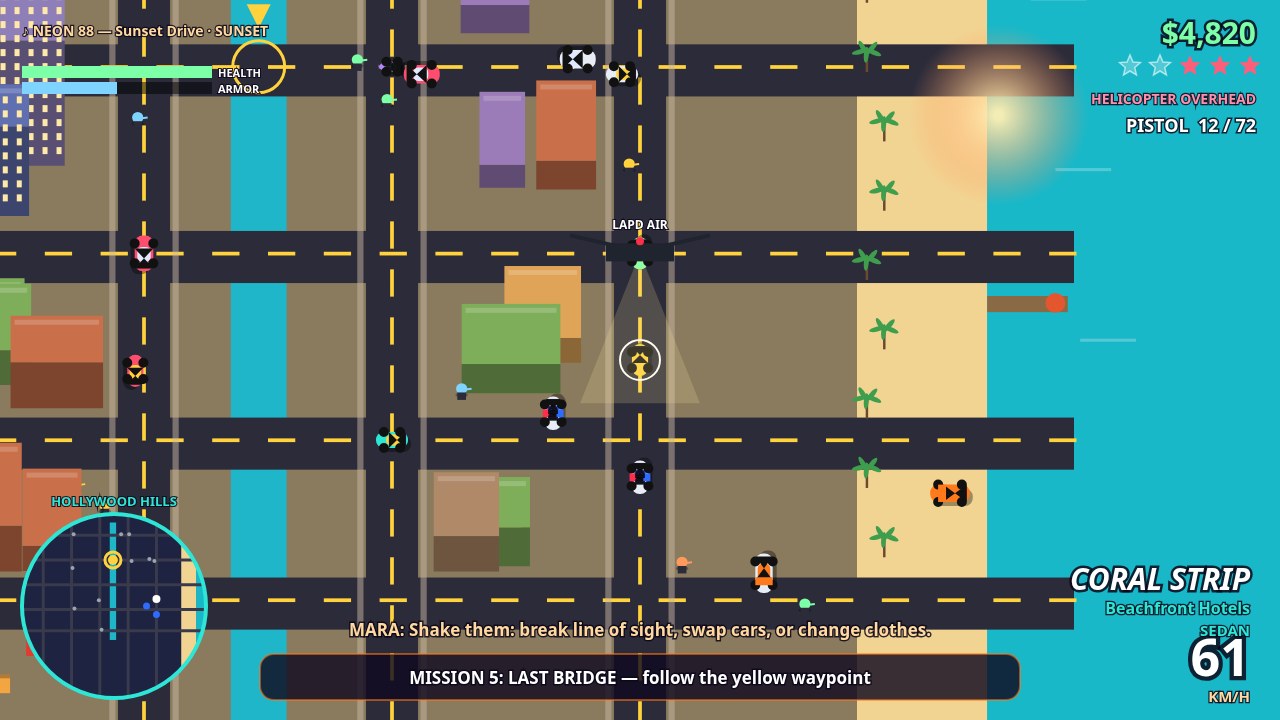 ♪ NEON 88 — Sunset Drive · SUNSET
HEALTH
ARMOR
$4,820
HELICOPTER OVERHEAD
PISTOL 12 / 72
LAPD AIR
HOLLYWOOD HILLS
CORAL STRIP
Beachfront Hotels
SEDAN
61
KM/H
MARA: Shake them: break line of sight, swap cars, or change clothes.
MISSION 5: LAST BRIDGE — follow the yellow waypoint